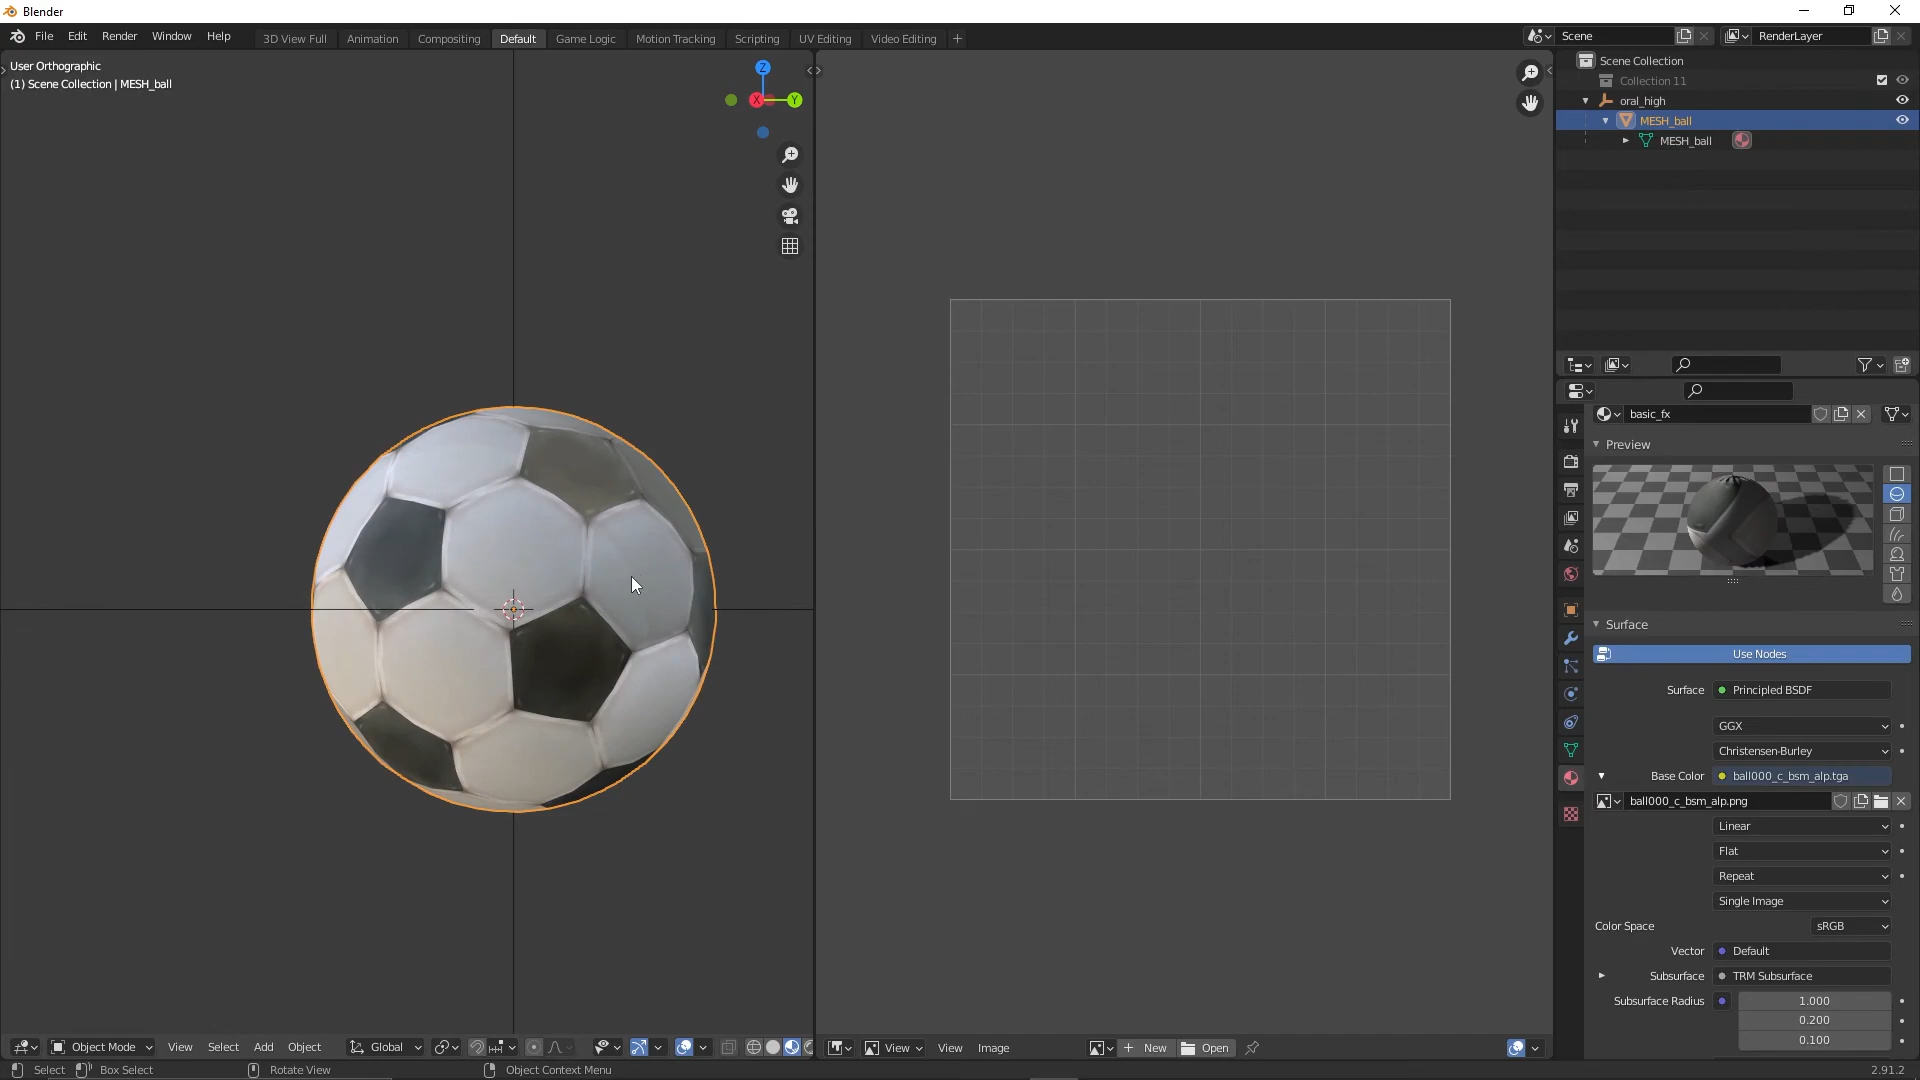 Blender
File Edit Render Window Help 3D View Full Animation Compositing Default Game Logic Motion Tracking Scripting UV Editing Video Editing +
Scene
RenderLayer
User Orthographic
(1) Scene Collection | MESH_ball
Z
X
Y
Scene Collection
Collection 11
oral_high
MESH_ball
MESH_ball
basic_fx
Preview
Surface
Use Nodes
Surface Principled BSDF
GGX
Christensen-Burley
Base Color ball000_c_bsm_alp.tga
ball000_c_bsm_alp.png
Linear
Flat
Repeat
Single Image
Color Space sRGB
Vector Default
Subsurface TRM Subsurface
Subsurface Radius 1.000
0.200
0.100
Object Mode View Select Add Object Global
View View Image + New Open
Select Box Select Rotate View Object Context Menu
2.91.2